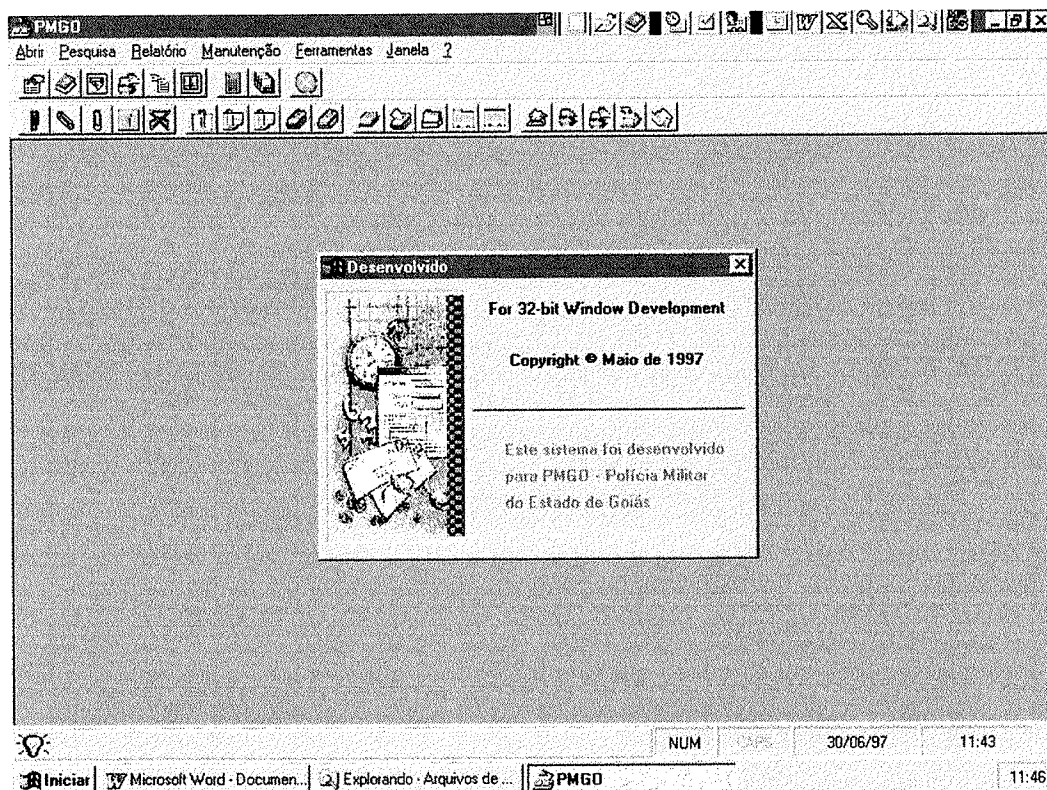 PMGO
Abrir Pesquisa Relatório Manutenção Ferramentas Janela ?
Desenvolvido
For 32-bit Window Development
Copyright © Maio de 1997
Este sistema foi desenvolvido
para PMGO - Polícia Militar
do Estado de Goiás
NUM CAPS 30/06/97 11:43
Iniciar Microsoft Word - Documen... Explorando - Arquivos de ... PMGO 11:46